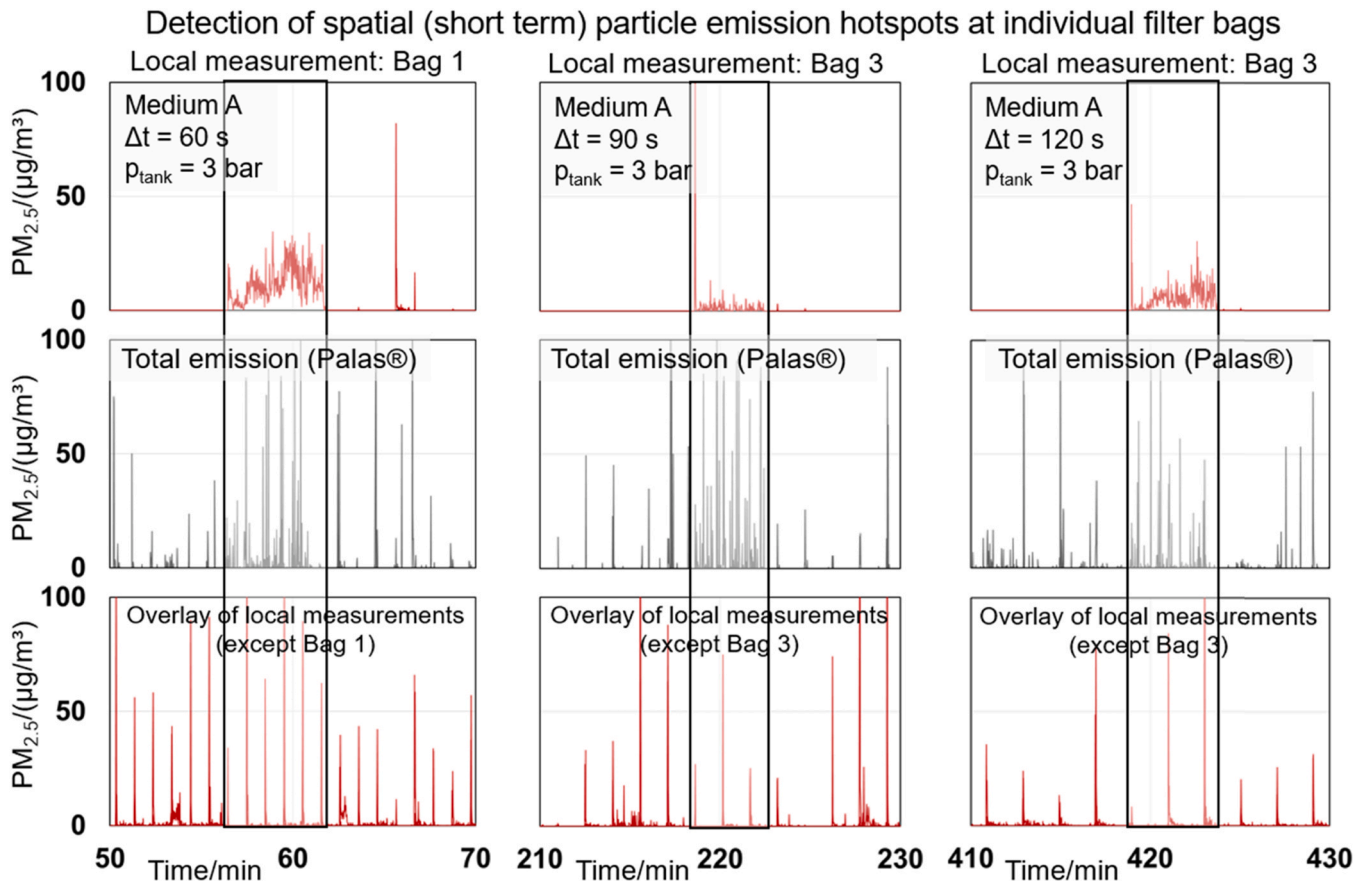 Detection of spatial (short term) particle emission hotspots at individual filter bags
Local measurement: Bag 1
Local measurement: Bag 3
Local measurement: Bag 3
PM2.5/(μg/m³)
100
50
0
Medium A
Δt = 60 s
ptank = 3 bar
Medium A
Δt = 90 s
ptank = 3 bar
Medium A
Δt = 120 s
ptank = 3 bar
PM2.5/(μg/m³)
100
50
0
Total emission (Palas®)
Total emission (Palas®)
Total emission (Palas®)
PM2.5/(μg/m³)
100
50
0
Overlay of local measurements
(except Bag 1)
Overlay of local measurements
(except Bag 3)
Overlay of local measurements
(except Bag 3)
50 60 70
Time/min
210 220 230
Time/min
410 420 430
Time/min